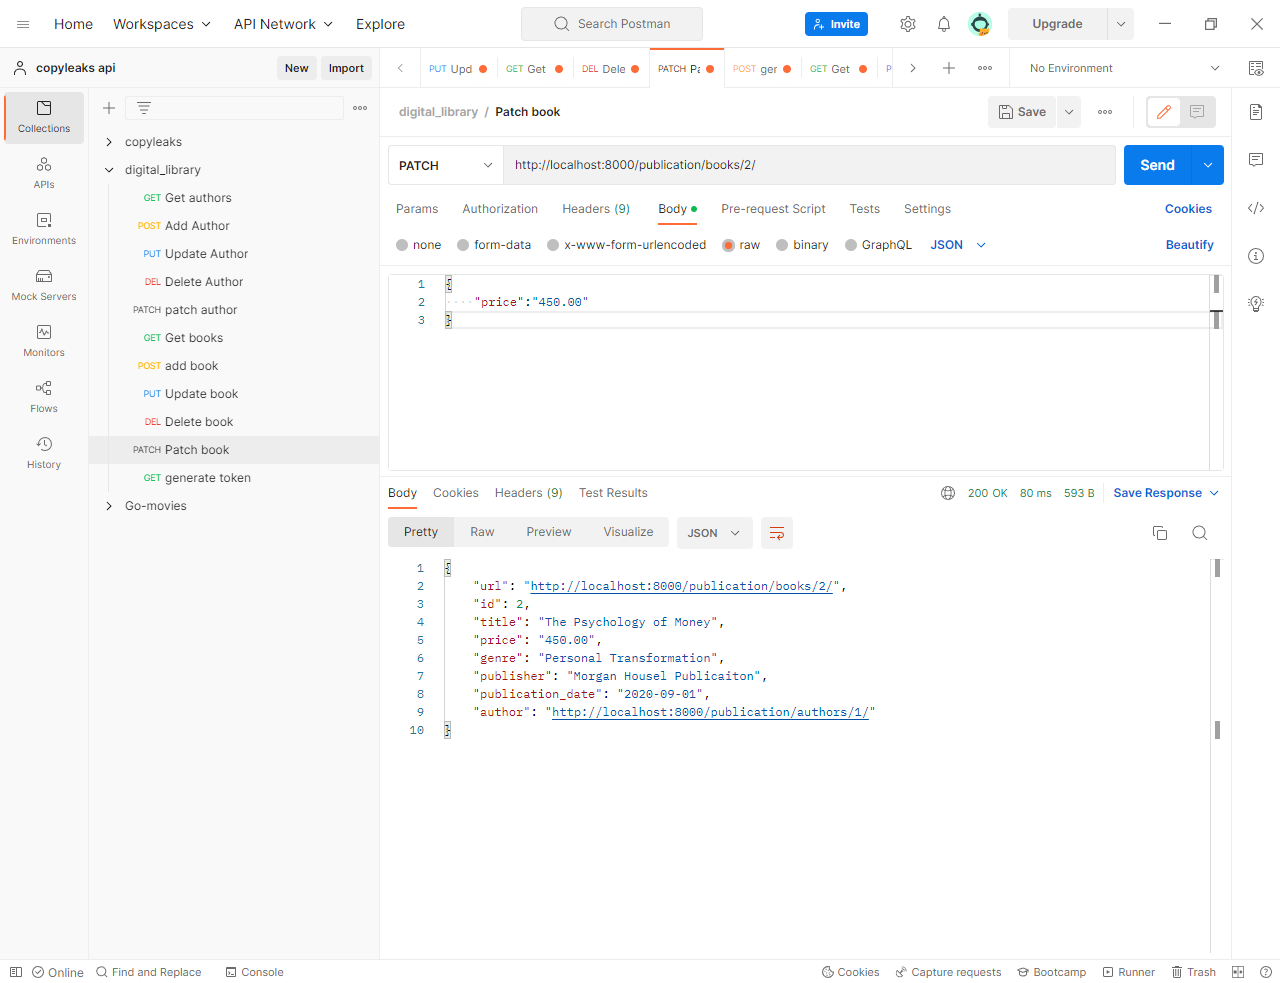 Home Workspaces API Network Explore Search Postman Invite Upgrade
copyleaks api New Import PUT Upd GET Get DEL Dele PATCH Pa POST ger GET Get P No Environment
digital_library / Patch book Save
Collections
APIs
Environments
Mock Servers
Monitors
Flows
History
copyleaks
digital_library
GET Get authors
POST Add Author
PUT Update Author
DEL Delete Author
PATCH patch author
GET Get books
POST add book
PUT Update book
DEL Delete book
PATCH Patch book
GET generate token
Go-movies
PATCH http://localhost:8000/publication/books/2/ Send
Params Authorization Headers (9) Body Pre-request Script Tests Settings Cookies
none form-data x-www-form-urlencoded raw binary GraphQL JSON Beautify
1 {
2 ····"price":"450.00"
3 }
Body Cookies Headers (9) Test Results 200 OK 80 ms 593 B Save Response
Pretty Raw Preview Visualize JSON
1 {
2 "url": "http://localhost:8000/publication/books/2/",
3 "id": 2,
4 "title": "The Psychology of Money",
5 "price": "450.00",
6 "genre": "Personal Transformation",
7 "publisher": "Morgan Housel Publicaiton",
8 "publication_date": "2020-09-01",
9 "author": "http://localhost:8000/publication/authors/1/"
10 }
Online Find and Replace Console Cookies Capture requests Bootcamp Runner Trash